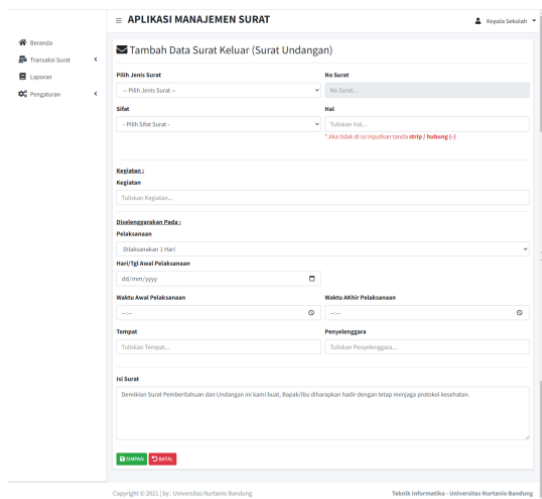 ≡ APLIKASI MANAJEMEN SURAT
Kepala Sekolah
Beranda
Transaksi Surat
Laporan
Pengaturan
Tambah Data Surat Keluar (Surat Undangan)
Pilih Jenis Surat
No Surat
-- Pilih Jenis Surat --
No Surat...
Sifat
Hal
- Pilih Sifat Surat -
Tuliskan Hal...
*Jika tidak di isi inputkan tanda strip / hubung (-)
Kegiatan :
Kegiatan
Tuliskan Kegiatan...
Diselenggarakan Pada :
Pelaksanaan
Dilaksanakan 1 Hari
Hari/Tgl Awal Pelaksanaan
dd/mm/yyyy
Waktu Awal Pelaksanaan
Waktu AKhir Pelaksanaan
--:--
--:--
Tempat
Penyelenggara
Tuliskan Tempat...
Tuliskan Penyelenggara...
Isi Surat
Demikian Surat Pemberitahuan dan Undangan ini kami buat, Bapak/Ibu diharapkan hadir dengan tetap menjaga protokol kesehatan.
SIMPAN
BATAL
Copyright © 2021 | by : Universitas Nurtanio Bandung
Teknik Informatika - Universitas Nurtanio Bandung